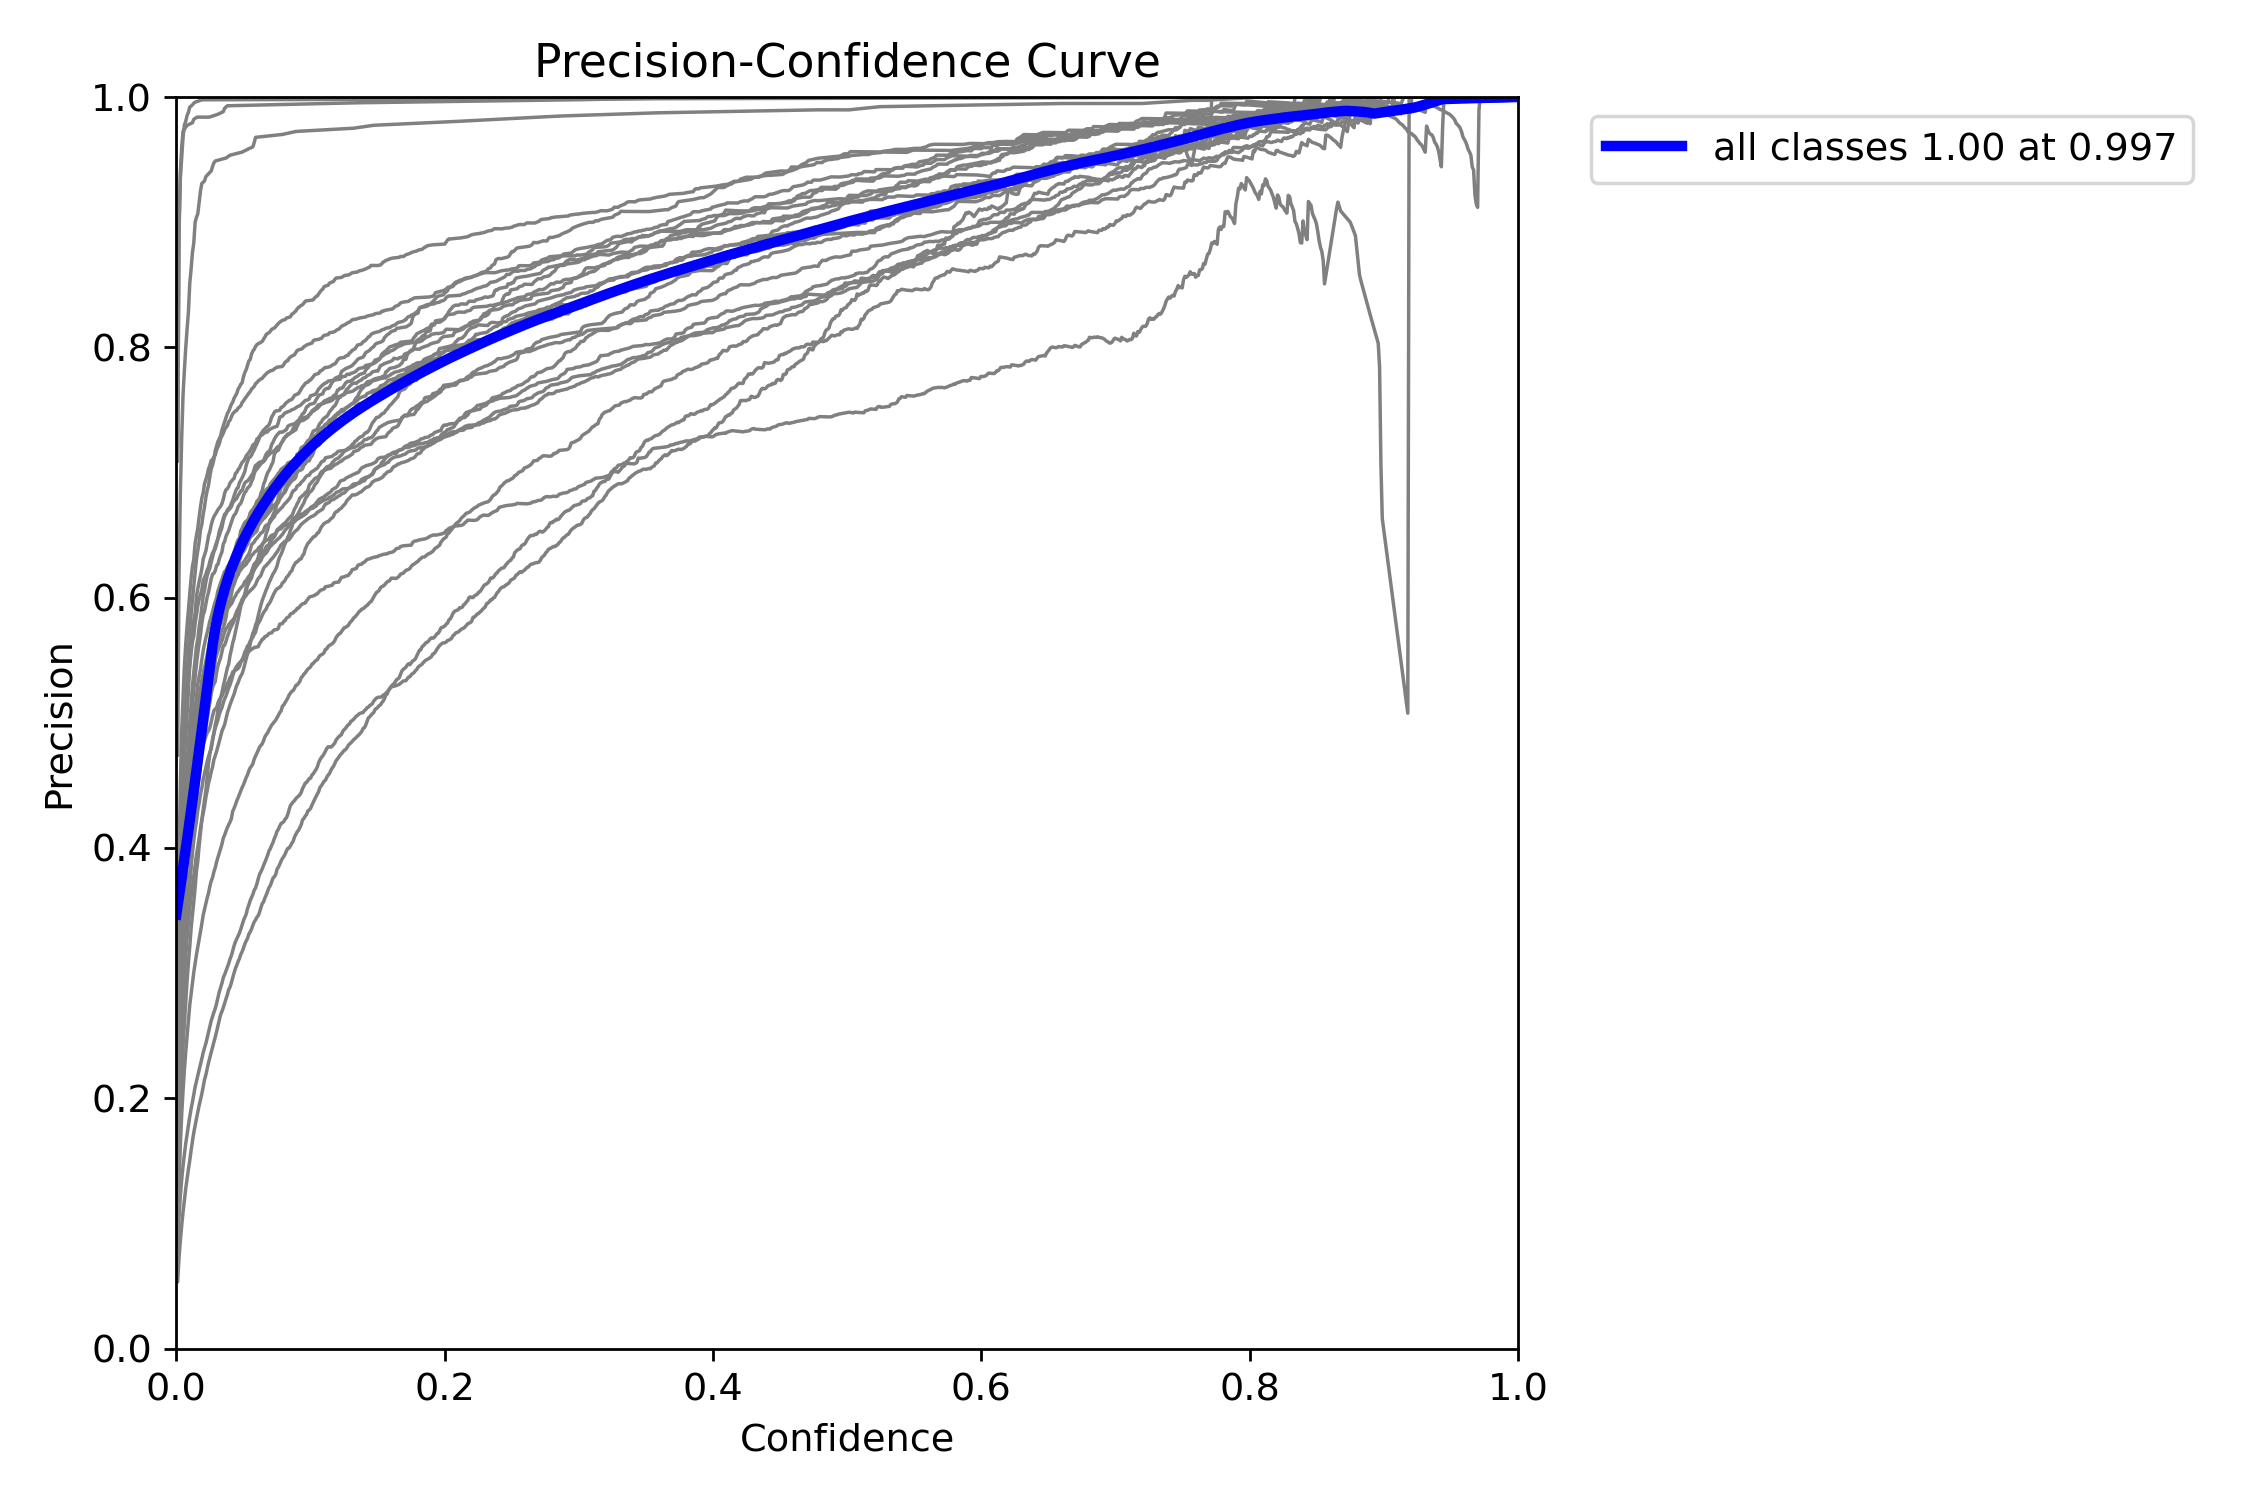 Precision-Confidence Curve
1.0
0.8
0.6
0.4
0.2
0.0
Precision
0.0 0.2 0.4 0.6 0.8 1.0
Confidence
all classes 1.00 at 0.997